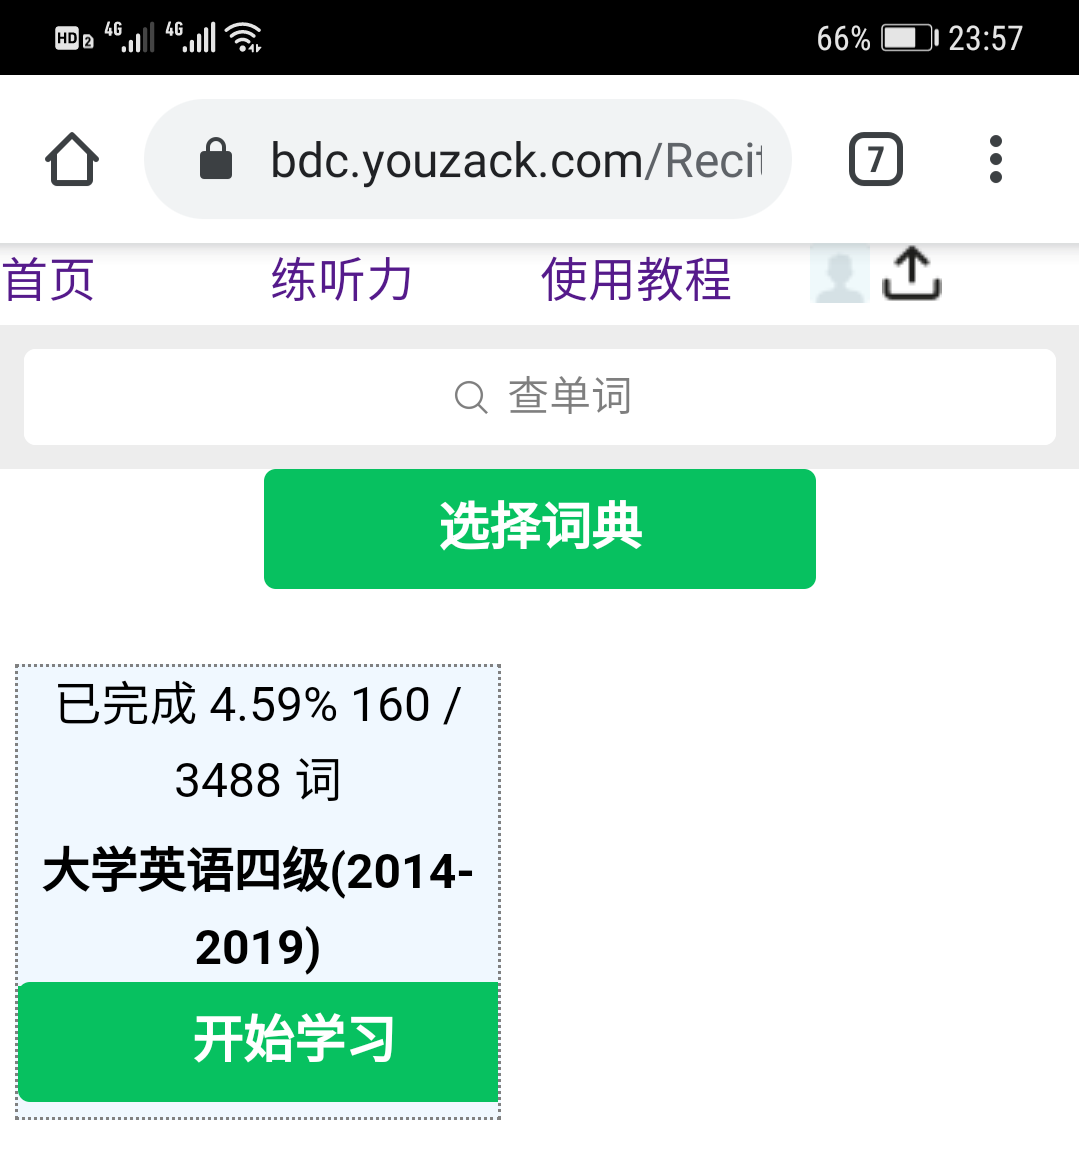 HD 2 4G 4G 66% 23:57
bdc.youzack.com/Recit
7
首页 练听力 使用教程
查单词
选择词典
已完成 4.59% 160 /
3488 词
大学英语四级(2014-
2019)
开始学习